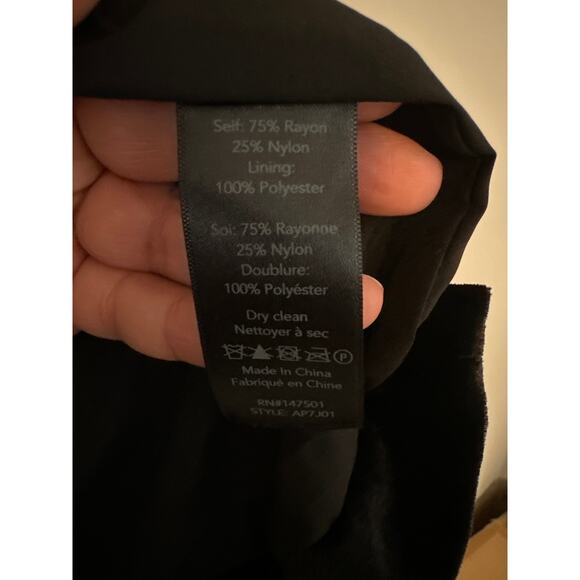 Self: 75% Rayon
25% Nylon
Lining:
100% Polyester
Soi: 75% Rayonne
25% Nylon
Doublure:
100% Polyéster
Dry clean
Nettoyer à sec
P
Made In China
Fabriqué en Chine
RN#147501
STYLE: AP7J01